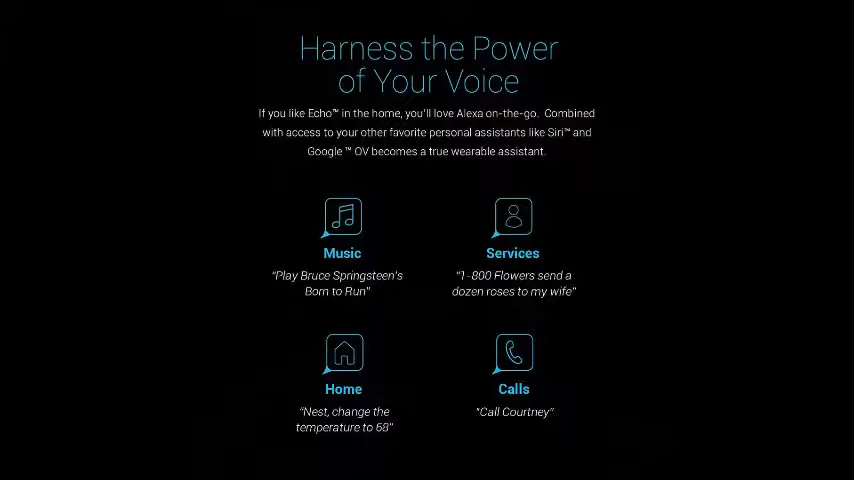 Harness the Power
of Your Voice
If you like Echo™ in the home, you'll love Alexa on-the-go. Combined
with access to your other favorite personal assistants like Siri™ and
Google ™ OV becomes a true wearable assistant.
Music
"Play Bruce Springsteen's
Born to Run"
Services
"1-800 Flowers send a
dozen roses to my wife"
Home
"Nest, change the
temperature to 68"
Calls
"Call Courtney"